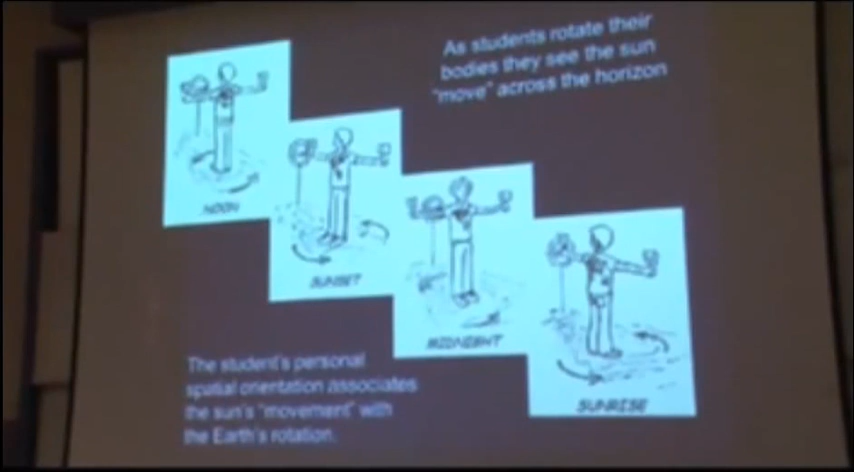 As students rotate their
bodies they see the sun
"move" across the horizon
NOON
SUNSET
MIDNIGHT
SUNRISE
The student's personal
spatial orientation associates
the sun's "movement" with
the Earth's rotation.